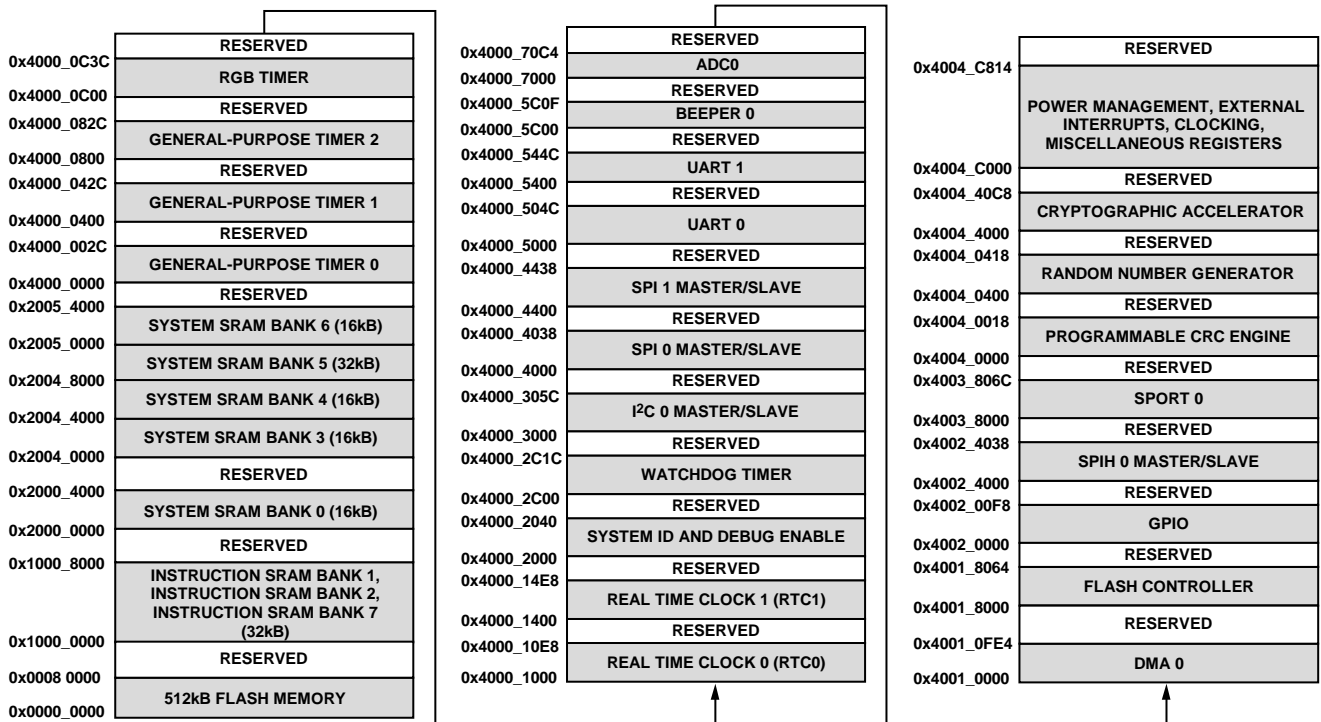 RESERVED
0x4000_0C3C
RGB TIMER
0x4000_0C00
RESERVED
0x4000_082C
GENERAL-PURPOSE TIMER 2
0x4000_0800
RESERVED
0x4000_042C
GENERAL-PURPOSE TIMER 1
0x4000_0400
RESERVED
0x4000_002C
GENERAL-PURPOSE TIMER 0
0x4000_0000
RESERVED
0x2005_4000
SYSTEM SRAM BANK 6 (16kB)
0x2005_0000
SYSTEM SRAM BANK 5 (32kB)
0x2004_8000
SYSTEM SRAM BANK 4 (16kB)
0x2004_4000
SYSTEM SRAM BANK 3 (16kB)
0x2004_0000
RESERVED
0x2000_4000
SYSTEM SRAM BANK 0 (16kB)
0x2000_0000
RESERVED
0x1000_8000
INSTRUCTION SRAM BANK 1,
INSTRUCTION SRAM BANK 2,
INSTRUCTION SRAM BANK 7
(32kB)
0x1000_0000
RESERVED
0x0008 0000
512kB FLASH MEMORY
0x0000_0000
RESERVED
0x4000_70C4
ADC0
0x4000_7000
RESERVED
0x4000_5C0F
BEEPER 0
0x4000_5C00
RESERVED
0x4000_544C
UART 1
0x4000_5400
RESERVED
0x4000_504C
UART 0
0x4000_5000
RESERVED
0x4000_4438
SPI 1 MASTER/SLAVE
0x4000_4400
RESERVED
0x4000_4038
SPI 0 MASTER/SLAVE
0x4000_4000
RESERVED
0x4000_305C
I2C 0 MASTER/SLAVE
0x4000_3000
RESERVED
0x4000_2C1C
WATCHDOG TIMER
0x4000_2C00
RESERVED
0x4000_2040
SYSTEM ID AND DEBUG ENABLE
0x4000_2000
RESERVED
0x4000_14E8
REAL TIME CLOCK 1 (RTC1)
0x4000_1400
RESERVED
0x4000_10E8
REAL TIME CLOCK 0 (RTC0)
0x4000_1000
RESERVED
0x4004_C814
POWER MANAGEMENT, EXTERNAL
INTERRUPTS, CLOCKING,
MISCELLANEOUS REGISTERS
0x4004_C000
RESERVED
0x4004_40C8
CRYPTOGRAPHIC ACCELERATOR
0x4004_4000
RESERVED
0x4004_0418
RANDOM NUMBER GENERATOR
0x4004_0400
RESERVED
0x4004_0018
PROGRAMMABLE CRC ENGINE
0x4004_0000
RESERVED
0x4003_806C
SPORT 0
0x4003_8000
RESERVED
0x4002_4038
SPIH 0 MASTER/SLAVE
0x4002_4000
RESERVED
0x4002_00F8
GPIO
0x4002_0000
RESERVED
0x4001_8064
FLASH CONTROLLER
0x4001_8000
RESERVED
0x4001_0FE4
DMA 0
0x4001_0000